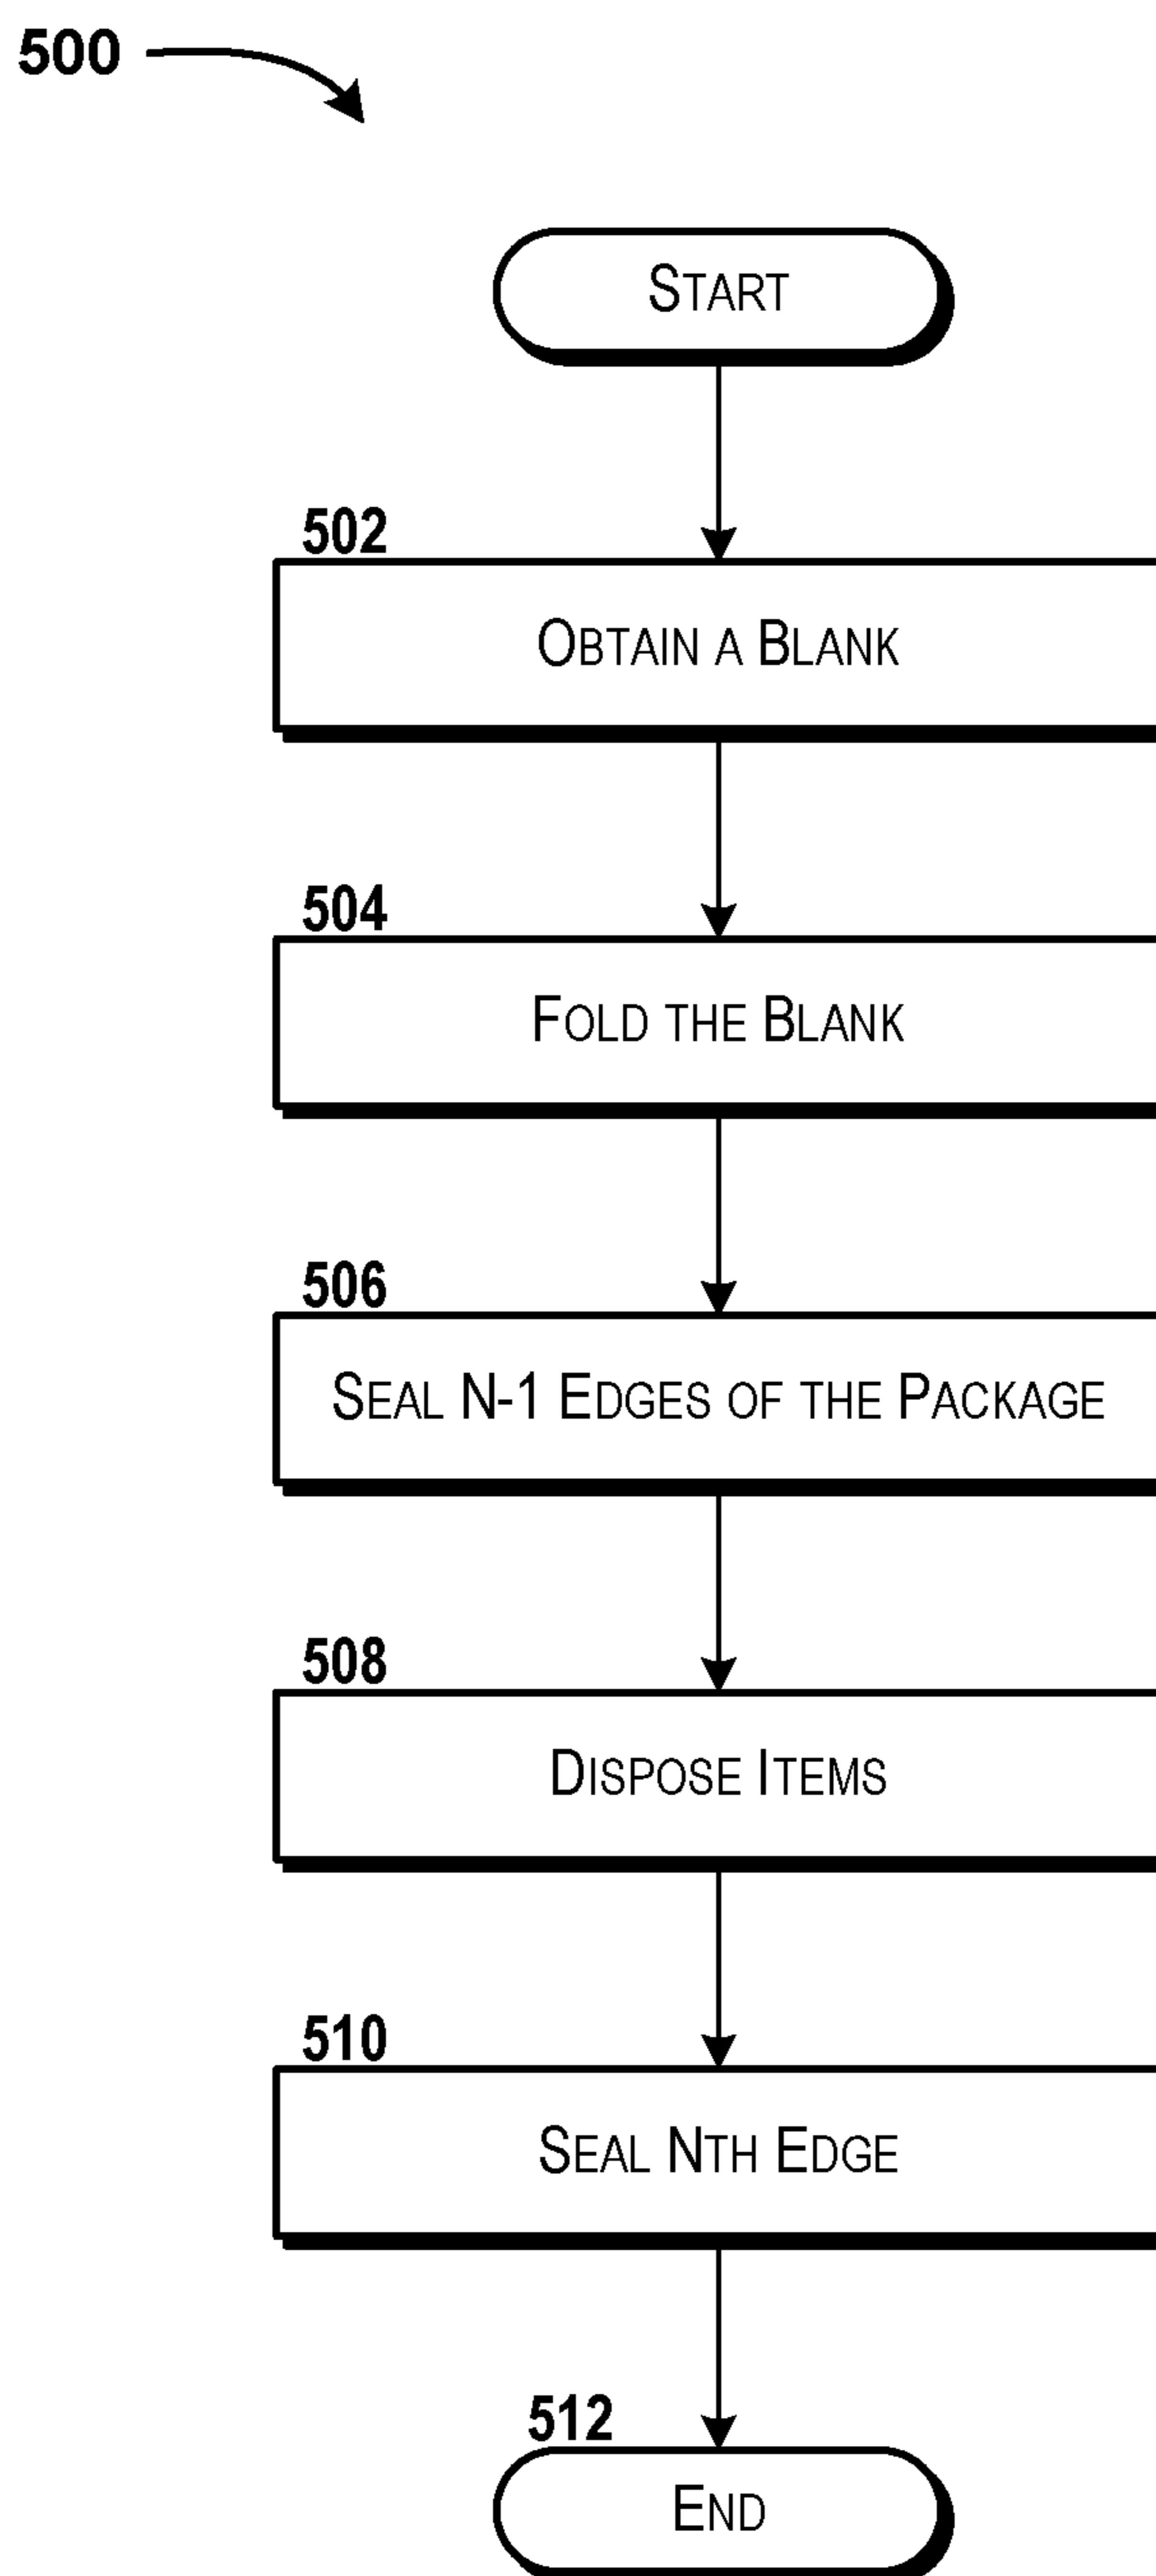 500
START
502
OBTAIN A BLANK
504
FOLD THE BLANK
506
SEAL N-1 EDGES OF THE PACKAGE
508
DISPOSE ITEMS
510
SEAL NTH EDGE
512
END